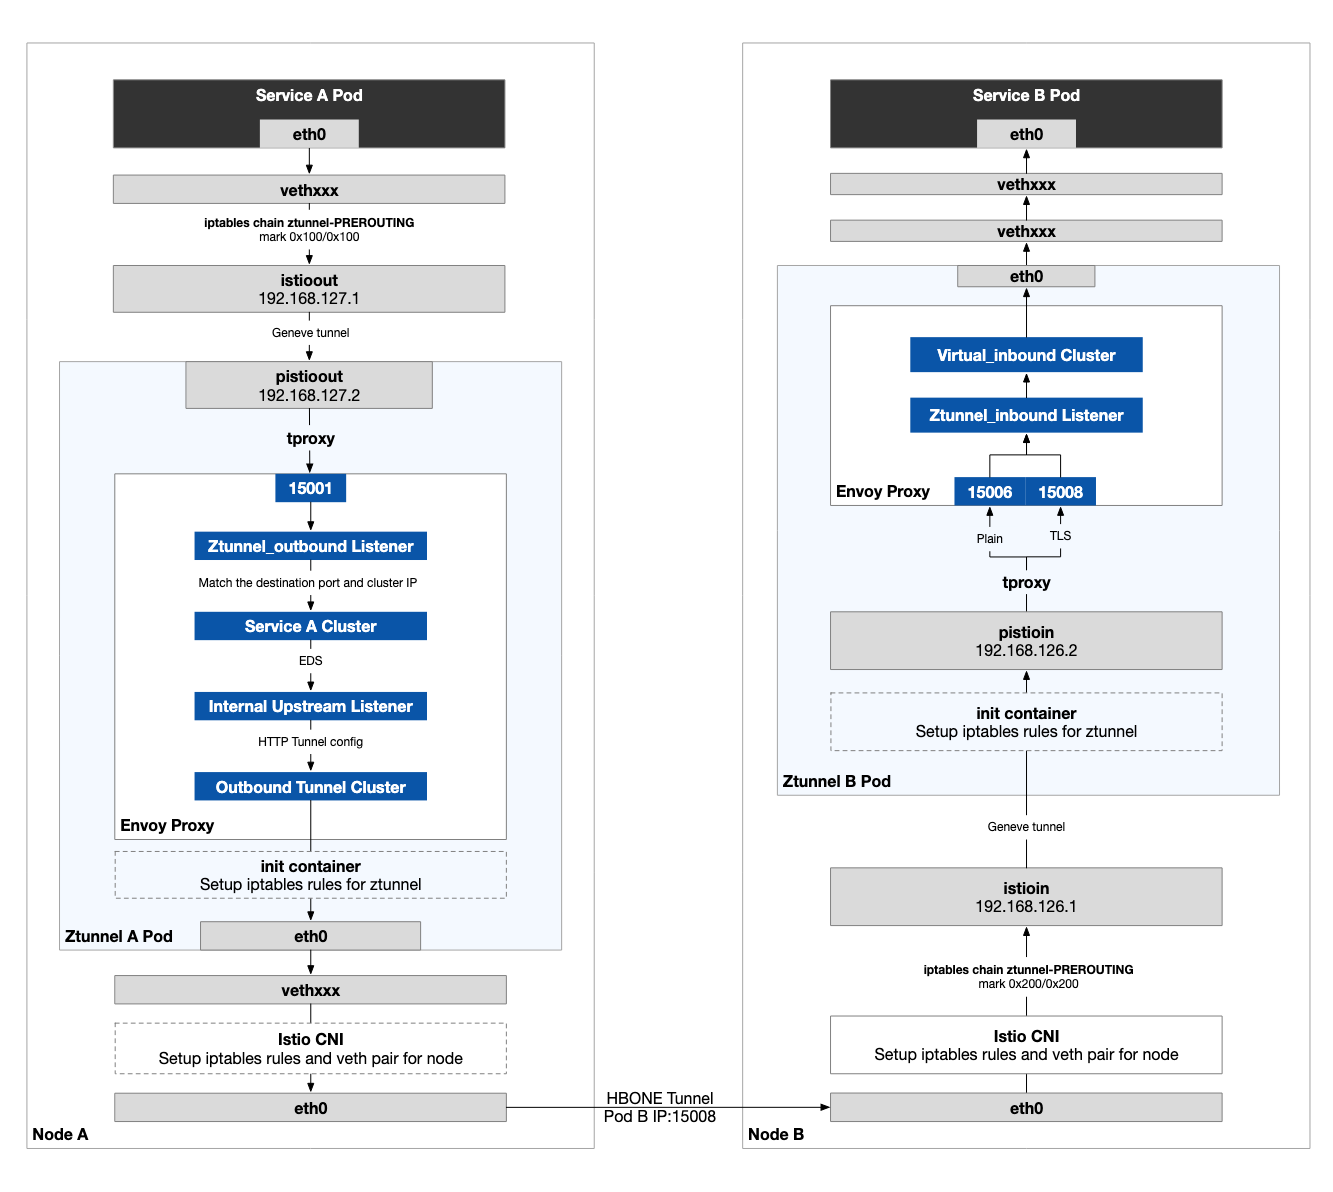 Service A Pod
eth0
vethxxx
iptables chain ztunnel-PREROUTING
mark 0x100/0x100
istioout
192.168.127.1
Geneve tunnel
pistioout
192.168.127.2
tproxy
15001
Ztunnel_outbound Listener
Match the destination port and cluster IP
Service A Cluster
EDS
Internal Upstream Listener
HTTP Tunnel config
Outbound Tunnel Cluster
Envoy Proxy
init container
Setup iptables rules for ztunnel
Ztunnel A Pod
eth0
vethxxx
Istio CNI
Setup iptables rules and veth pair for node
eth0
Node A
HBONE Tunnel
Pod B IP:15008
Service B Pod
eth0
vethxxx
vethxxx
eth0
Virtual_inbound Cluster
Ztunnel_inbound Listener
Envoy Proxy
15006
15008
Plain
TLS
tproxy
pistioin
192.168.126.2
init container
Setup iptables rules for ztunnel
Ztunnel B Pod
Geneve tunnel
istioin
192.168.126.1
iptables chain ztunnel-PREROUTING
mark 0x200/0x200
Istio CNI
Setup iptables rules and veth pair for node
eth0
Node B